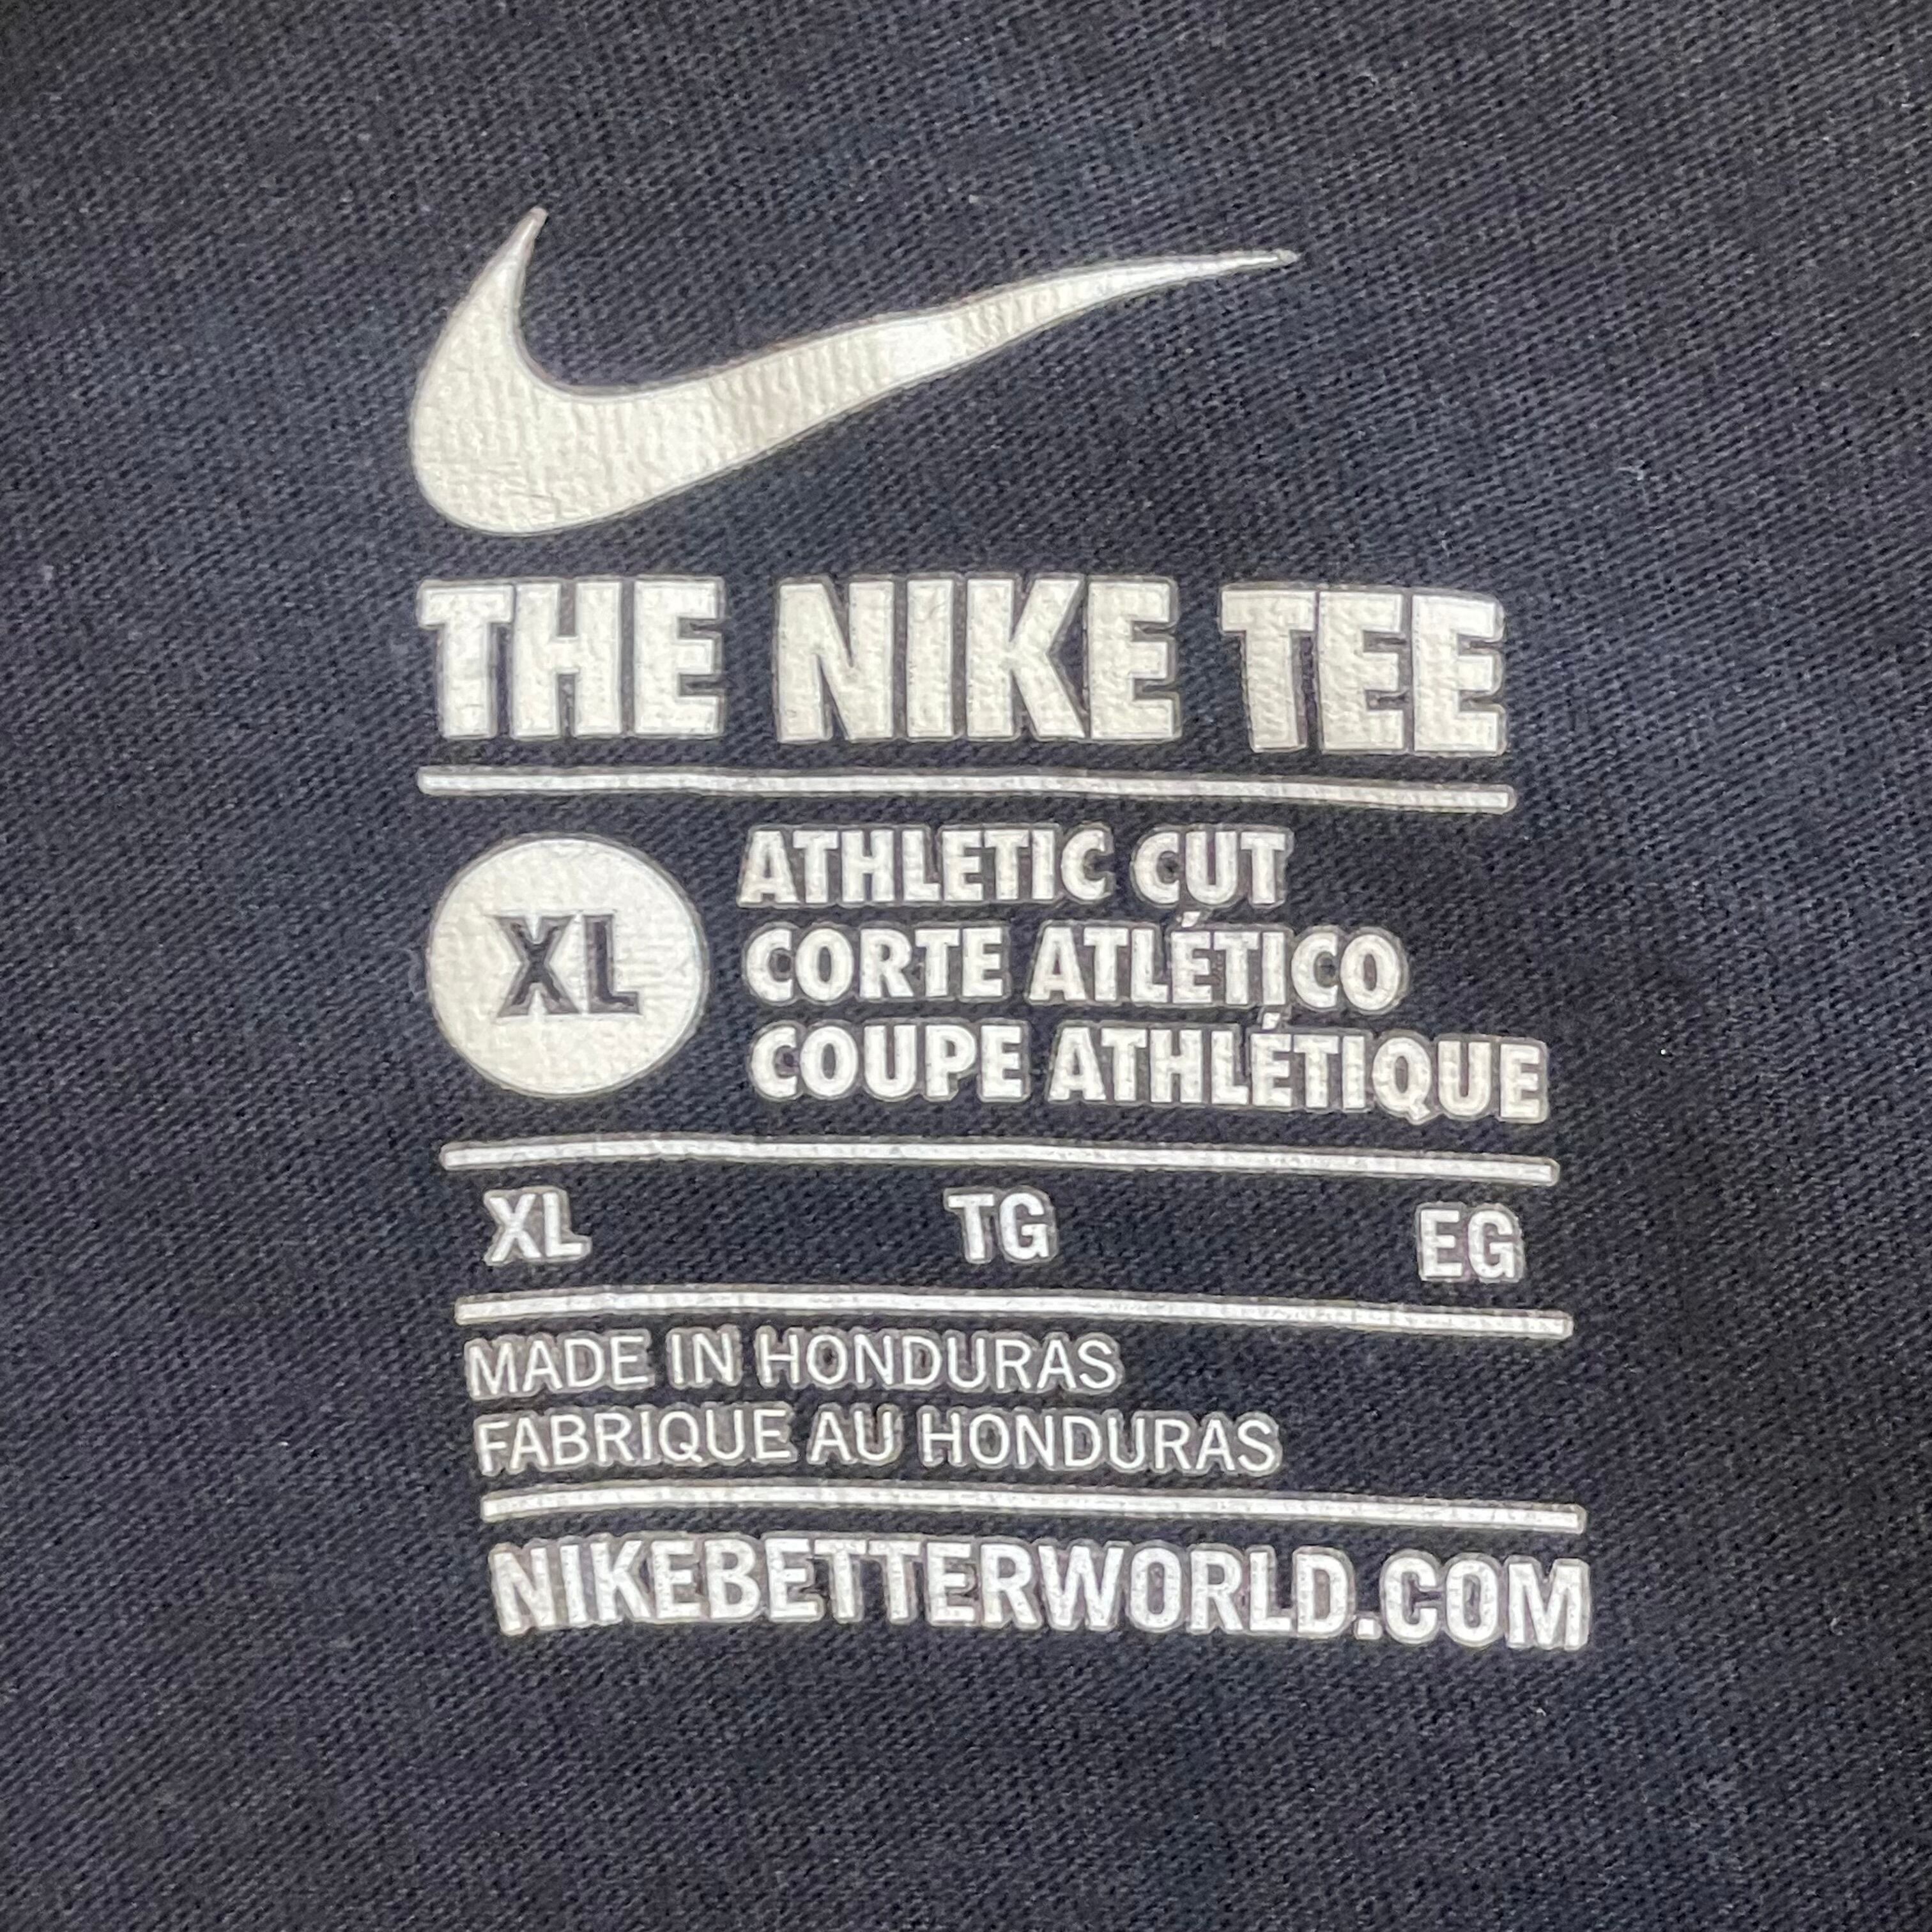 THE NIKE TEE
XL
ATHLETIC CUT
CORTE ATLÉTICO
COUPE ATHLÉTIQUE
XL TG EG
MADE IN HONDURAS
FABRIQUE AU HONDURAS
NIKEBETTERWORLD.COM